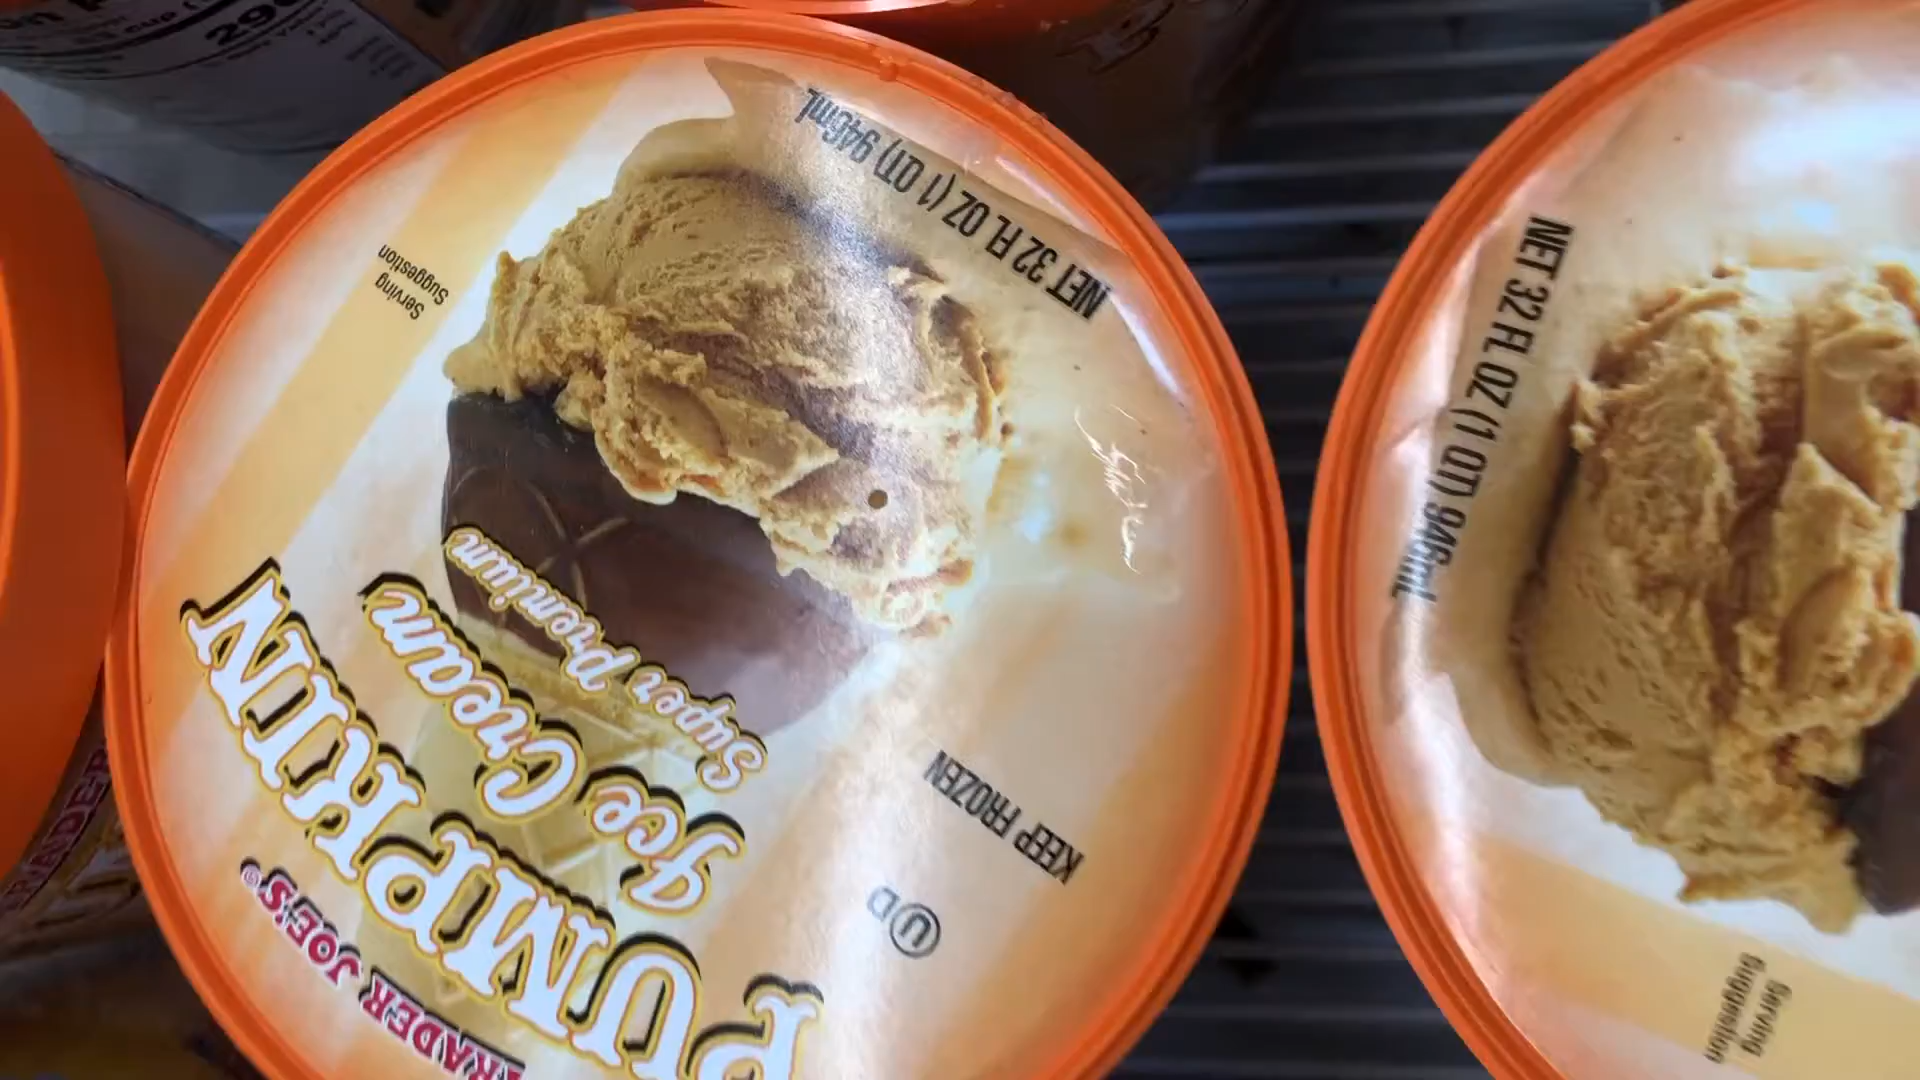 TRADER JOE'S®
PUMPKIN
Ice Cream
Super Premium
U D
KEEP FROZEN
Serving
Suggestion
NET 32 FL OZ (1 QT) 946mL
NET 32 FL OZ (1 QT) 946mL
Serving
Suggestion
TRADER